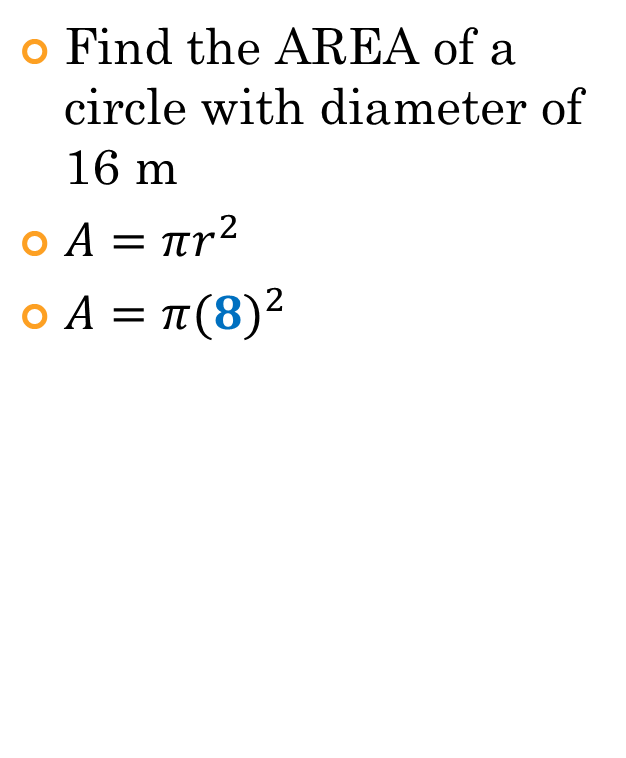 Find the AREA of a
circle with diameter of
16 m
A = πr²
A = π(8)²